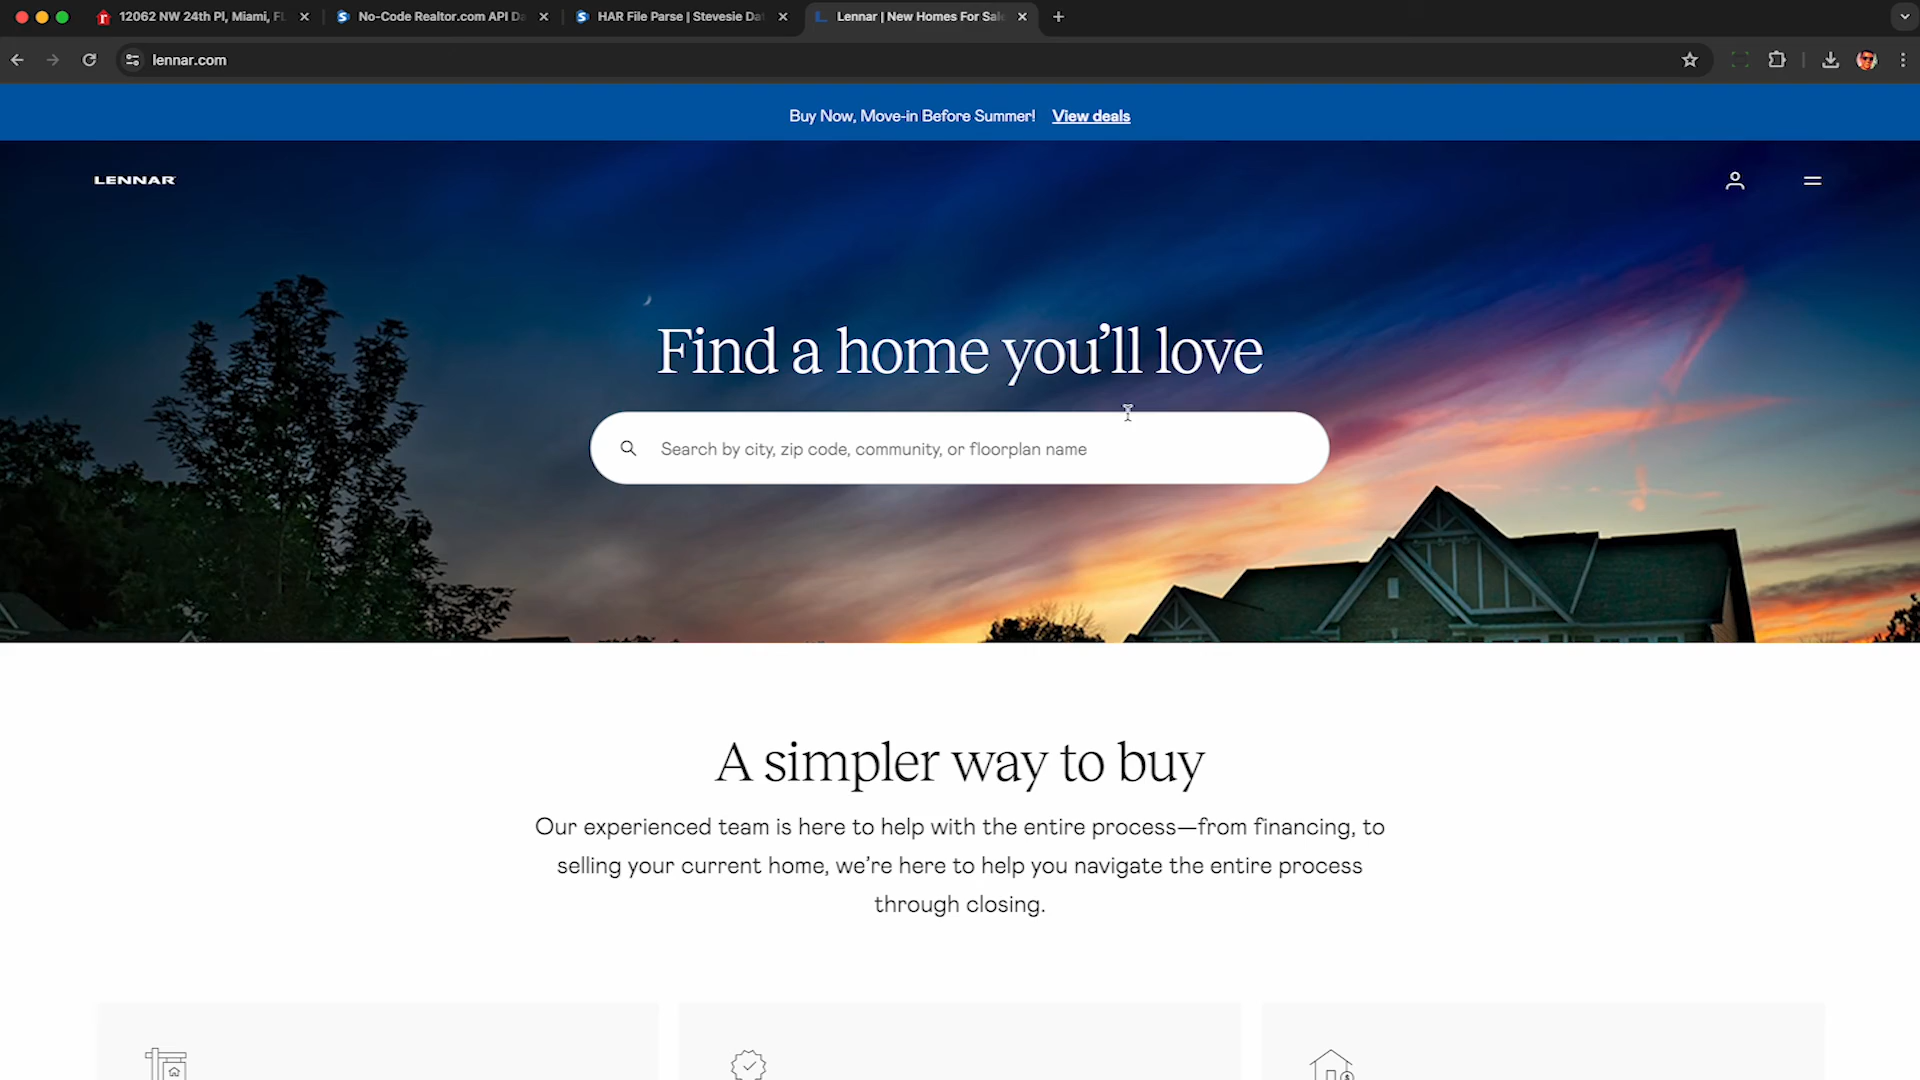 12062 NW 24th Pl, Miami, FL
No-Code Realtor.com API Da
HAR File Parse | Stevesie Dat
Lennar | New Homes For Sale
lennar.com
Buy Now, Move-in Before Summer! View deals
LENNAR
Find a home you’ll love
Search by city, zip code, community, or floorplan name
A simpler way to buy
Our experienced team is here to help with the entire process—from financing, to
selling your current home, we’re here to help you navigate the entire process
through closing.